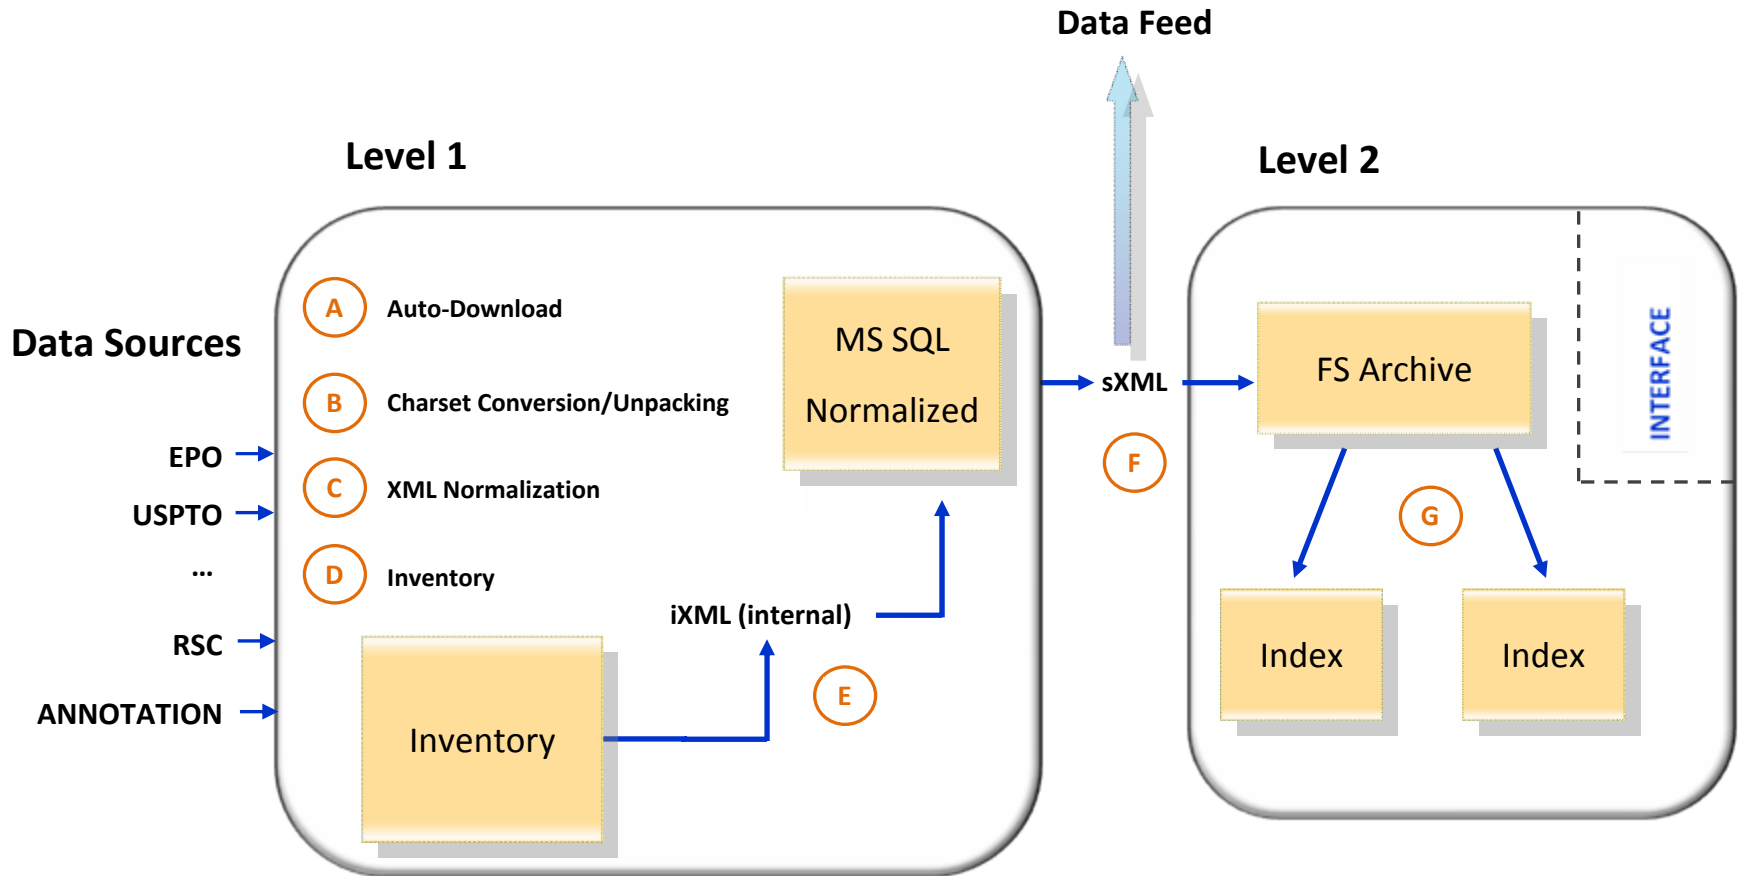 Data Feed
Level 1
Level 2
Data Sources
EPO
USPTO
...
RSC
ANNOTATION
A Auto-Download
B Charset Conversion/Unpacking
C XML Normalization
D Inventory
Inventory
iXML (internal)
E
MS SQL
Normalized
sXML
F
FS Archive
G
Index
Index
INTERFACE